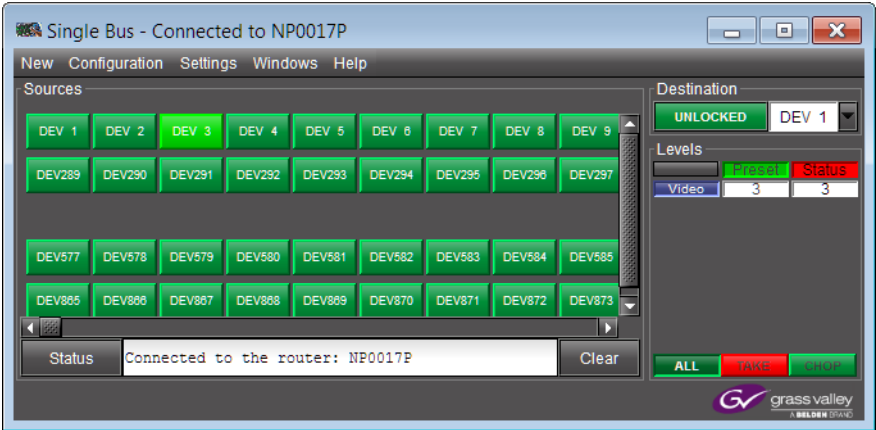 Single Bus - Connected to NP0017P
New Configuration Settings Windows Help
Sources
DEV 1 DEV 2 DEV 3 DEV 4 DEV 5 DEV 6 DEV 7 DEV 8 DEV 9
DEV289 DEV290 DEV291 DEV292 DEV293 DEV294 DEV295 DEV296 DEV297
DEV577 DEV578 DEV579 DEV580 DEV581 DEV582 DEV583 DEV584 DEV585
DEV865 DEV866 DEV867 DEV868 DEV869 DEV870 DEV871 DEV872 DEV873
Status Connected to the router: NP0017P Clear
Destination
UNLOCKED DEV 1
Levels
Preset Status
Video 3 3
ALL TAKE CHOP
GV grass valley
A BELDEN BRAND